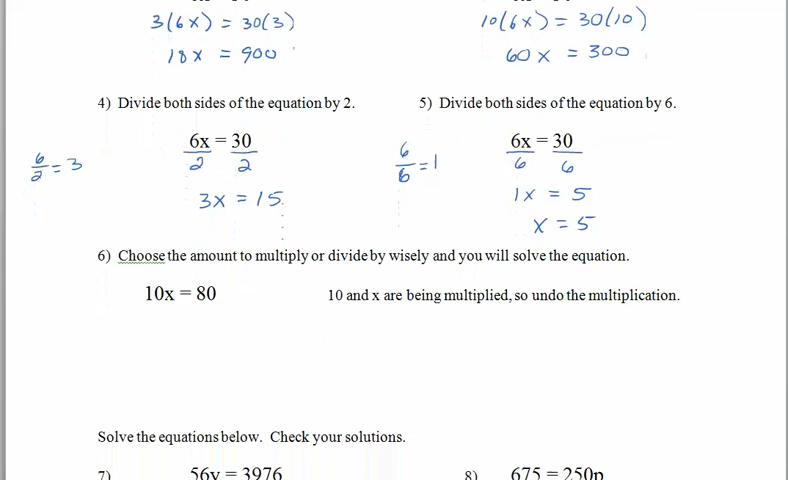 3(6x) = 30(3)
18x = 900
10(6x) = 30(10)
60x = 300
4) Divide both sides of the equation by 2.
6x = 30
2 2
6/2 = 3
3x = 15
5) Divide both sides of the equation by 6.
6x = 30
6 6
6/6 = 1
1x = 5
x = 5
6) Choose the amount to multiply or divide by wisely and you will solve the equation.
10x = 80
10 and x are being multiplied, so undo the multiplication.
Solve the equations below. Check your solutions.
7) 56y = 3976
8) 675 = 250p